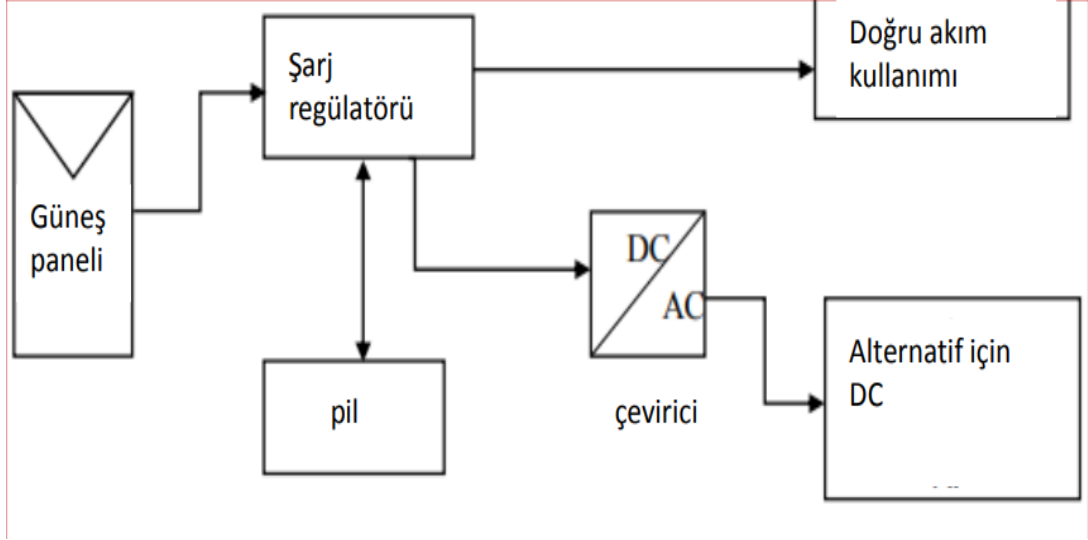 Doğru akım
kullanımı
Şarj
regülatörü
Güneş
paneli
DC
AC
Alternatif için
DC
pil
çevirici